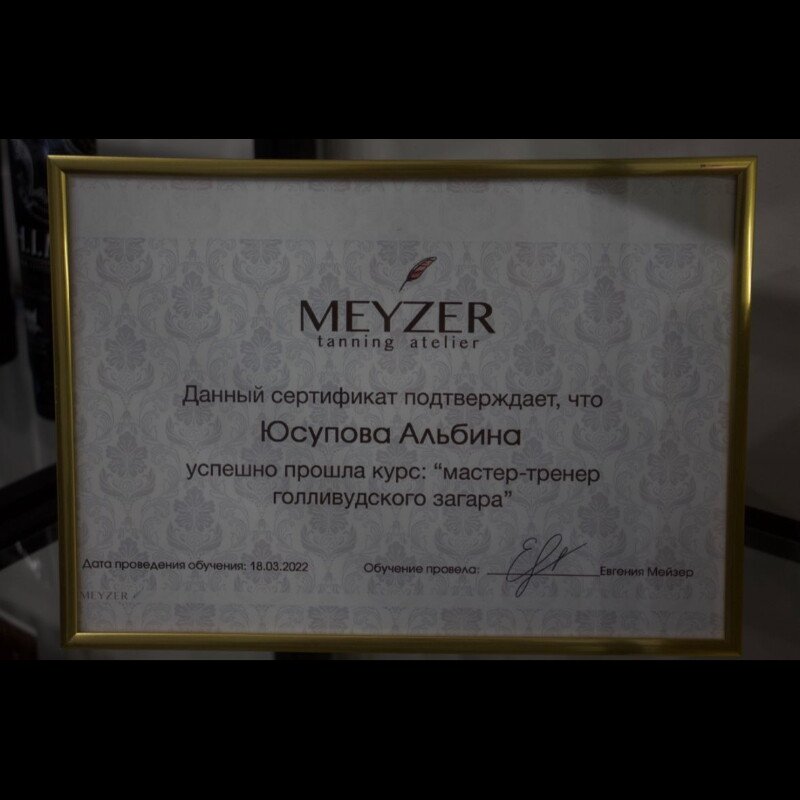 MEYZER
tanning atelier
Данный сертификат подтверждает, что
Юсупова Альбина
успешно прошла курс: “мастер-тренер
голливудского загара”
Дата проведения обучения: 18.03.2022
Обучение провела: Евгения Мейзер
MEYZER